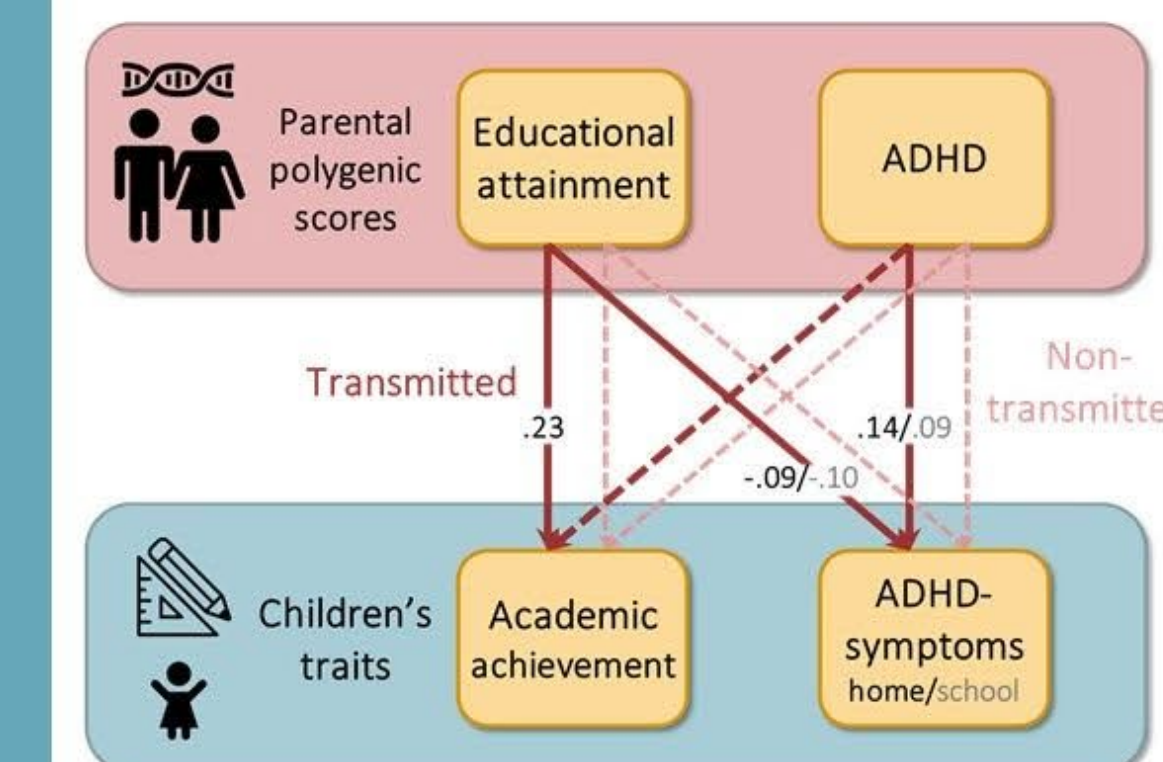 Parental
polygenic
scores
Educational
attainment
ADHD
Transmitted
Non-
transmitte
.23
.14/.09
-.09/-.10
Children's
traits
Academic
achievement
ADHD-
symptoms
home/school